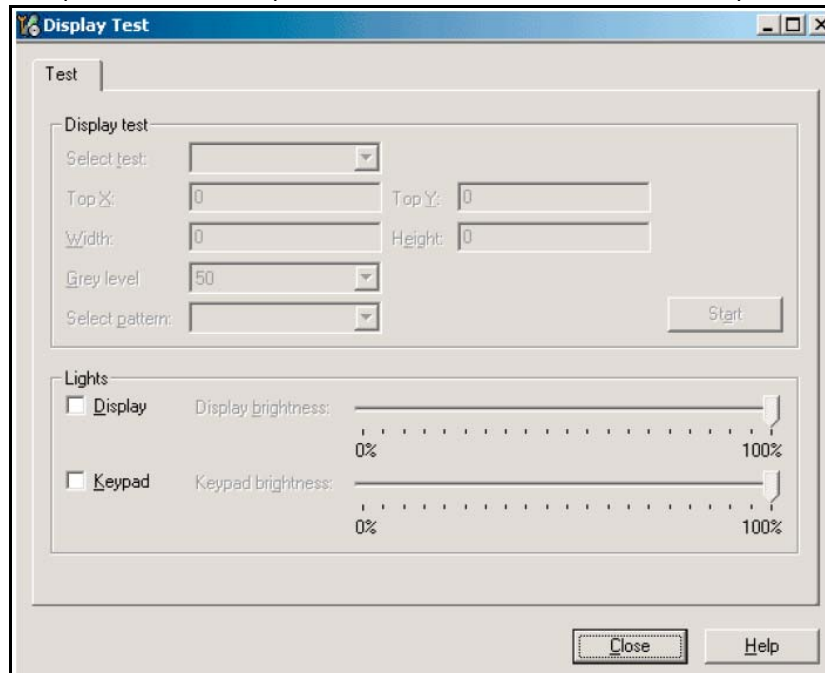 Display Test
Test
Display test
Select test:
Top X: 0 Top Y: 0
Width: 0 Height: 0
Grey level 50
Select pattern: Start
Lights
Display Display brightness:
0% 100%
Keypad Keypad brightness:
0% 100%
Close Help